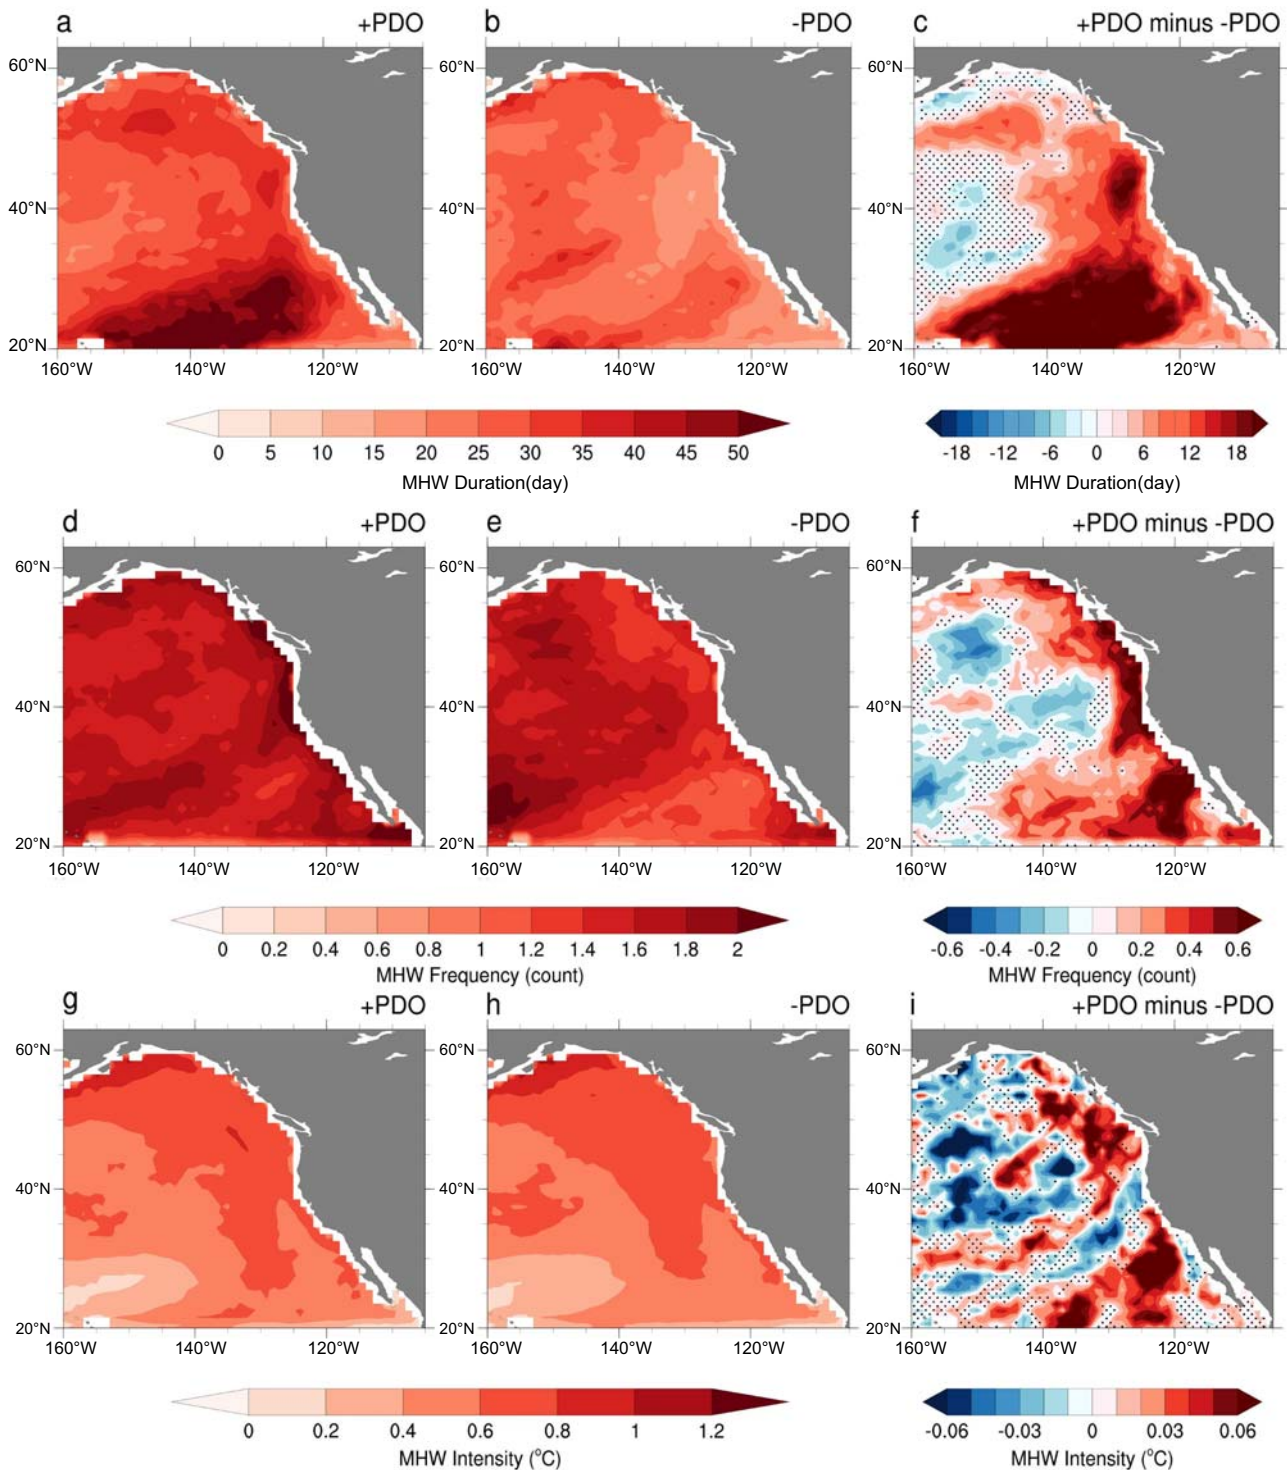 a +PDO b -PDO c +PDO minus -PDO
60°N 60°N 60°N
40°N 40°N 40°N
20°N 20°N 20°N
160°W 140°W 120°W 160°W 140°W 120°W 160°W 140°W 120°W
0 5 10 15 20 25 30 35 40 45 50 -18 -12 -6 0 6 12 18
MHW Duration(day) MHW Duration(day)
d +PDO e -PDO f +PDO minus -PDO
60°N 60°N 60°N
40°N 40°N 40°N
20°N 20°N 20°N
160°W 140°W 120°W 160°W 140°W 120°W 160°W 140°W 120°W
0 0.2 0.4 0.6 0.8 1 1.2 1.4 1.6 1.8 2 -0.6 -0.4 -0.2 0 0.2 0.4 0.6
MHW Frequency (count) MHW Frequency (count)
g +PDO h -PDO i +PDO minus -PDO
60°N 60°N 60°N
40°N 40°N 40°N
20°N 20°N 20°N
160°W 140°W 120°W 160°W 140°W 120°W 160°W 140°W 120°W
0 0.2 0.4 0.6 0.8 1 1.2 -0.06 -0.03 0 0.03 0.06
MHW Intensity (°C) MHW Intensity (°C)